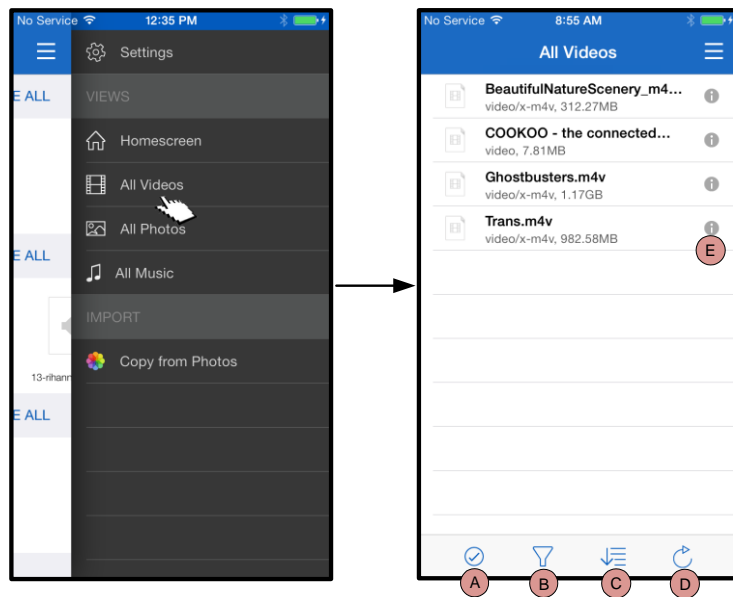 No Service 12:35 PM
Settings
E ALL
VIEWS
Homescreen
All Videos
All Photos
E ALL
All Music
IMPORT
Copy from Photos
13-rihann
E ALL
No Service 8:55 AM
All Videos
BeautifulNatureScenery_m4...
video/x-m4v, 312.27MB
COOKOO - the connected...
video, 7.81MB
Ghostbusters.m4v
video/x-m4v, 1.17GB
Trans.m4v
video/x-m4v, 982.58MB
E
A B C D